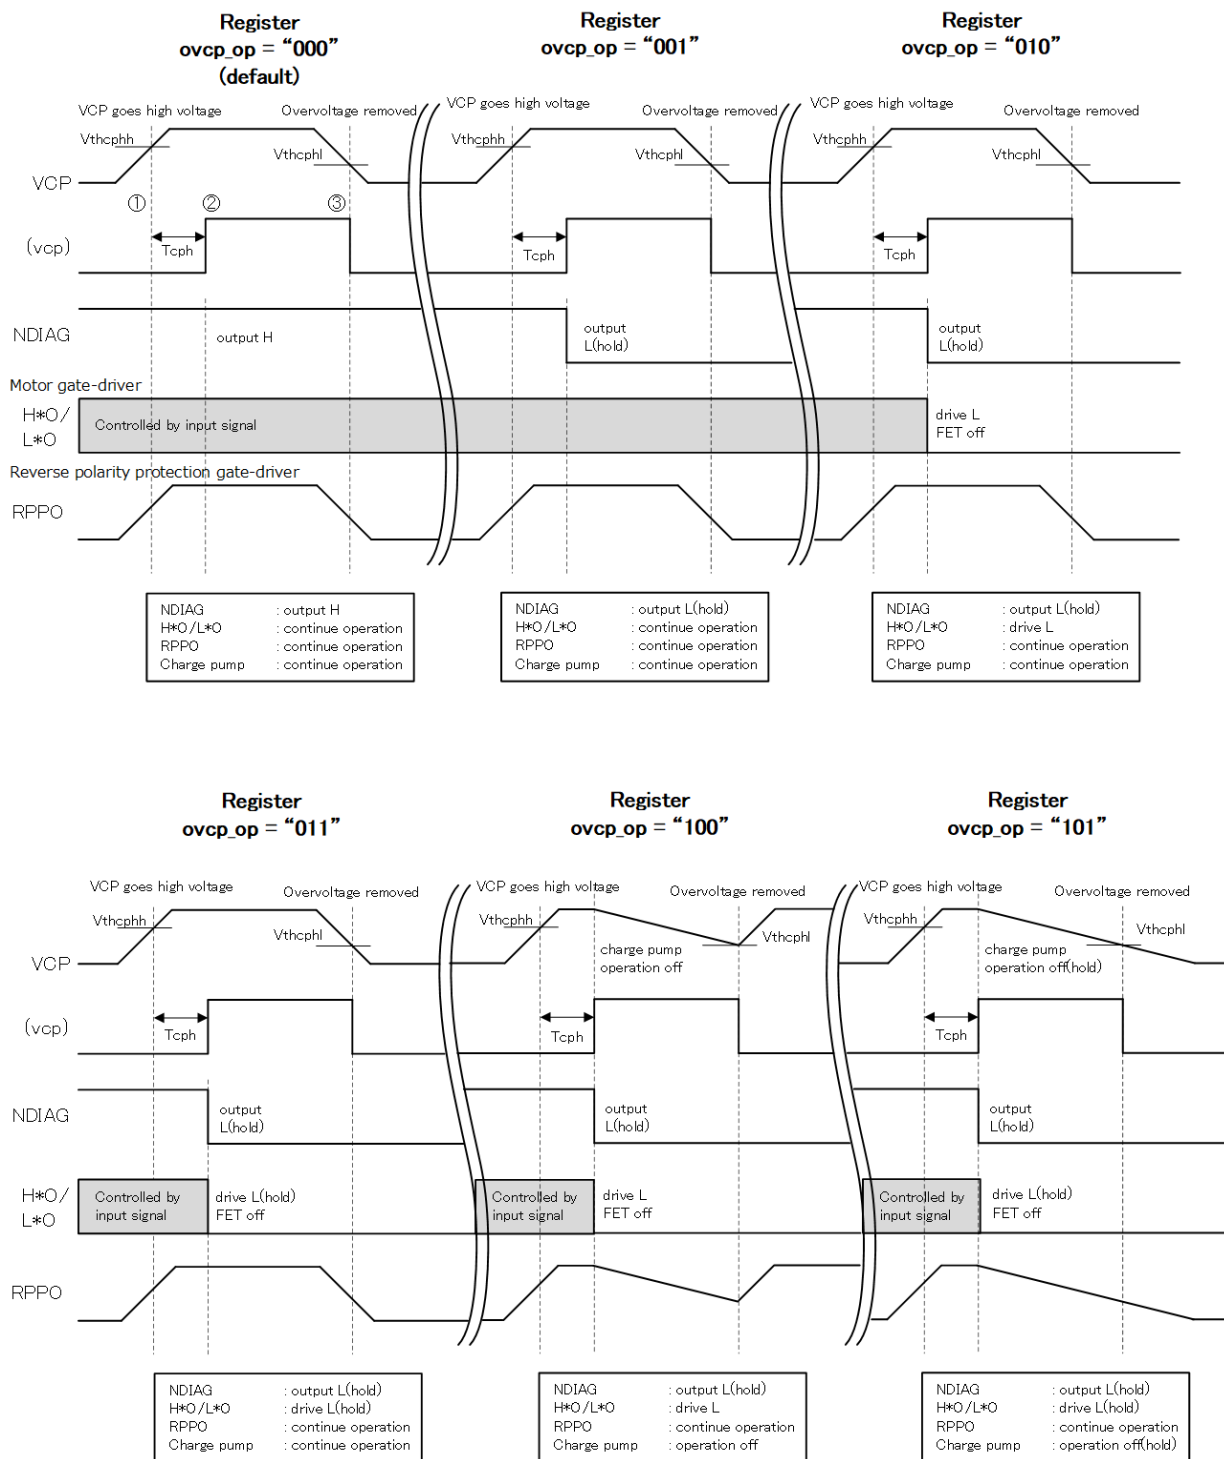 Register
ovcp_op = “000”
(default)
Register
ovcp_op = “001”
Register
ovcp_op = “010”
VCP goes high voltage
Overvoltage removed
VCP goes high voltage
Overvoltage removed
VCP goes high voltage
Overvoltage removed
Vthcphh
Vthcphl
Vthcphh
Vthcphl
Vthcphh
Vthcphl
VCP
① ② ③
(vcp)
Tcph
Tcph
Tcph
NDIAG
output H
output
L(hold)
output
L(hold)
Motor gate-driver
H*O/
L*O
Controlled by input signal
drive L
FET off
Reverse polarity protection gate-driver
RPPO
NDIAG : output H
H*O/L*O : continue operation
RPPO : continue operation
Charge pump : continue operation
NDIAG : output L(hold)
H*O/L*O : continue operation
RPPO : continue operation
Charge pump : continue operation
NDIAG : output L(hold)
H*O/L*O : drive L
RPPO : continue operation
Charge pump : continue operation
Register
ovcp_op = “011”
Register
ovcp_op = “100”
Register
ovcp_op = “101”
VCP goes high voltage
Overvoltage removed
VCP goes high voltage
Overvoltage removed
VCP goes high voltage
Overvoltage removed
Vthcphh
Vthcphl
Vthcphh
Vthcphl
Vthcphh
Vthcphl
VCP
charge pump
operation off
charge pump
operation off(hold)
(vcp)
Tcph
Tcph
Tcph
NDIAG
output
L(hold)
output
L(hold)
output
L(hold)
H*O/
L*O
Controlled by
input signal
drive L(hold)
FET off
Controlled by
input signal
drive L
FET off
Controlled by
input signal
drive L(hold)
FET off
RPPO
NDIAG : output L(hold)
H*O/L*O : drive L(hold)
RPPO : continue operation
Charge pump : continue operation
NDIAG : output L(hold)
H*O/L*O : drive L
RPPO : continue operation
Charge pump : operation off
NDIAG : output L(hold)
H*O/L*O : drive L(hold)
RPPO : continue operation
Charge pump : operation off(hold)